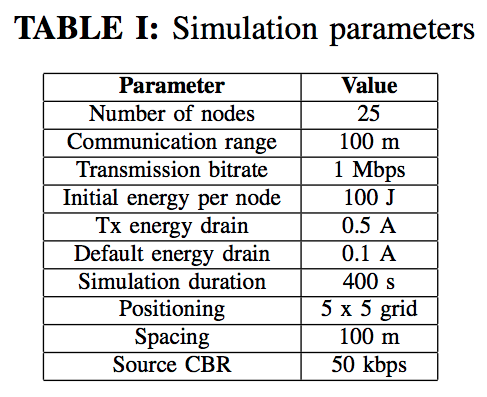 TABLE I: Simulation parameters
Parameter Value
Number of nodes 25
Communication range 100 m
Transmission bitrate 1 Mbps
Initial energy per node 100 J
Tx energy drain 0.5 A
Default energy drain 0.1 A
Simulation duration 400 s
Positioning 5 x 5 grid
Spacing 100 m
Source CBR 50 kbps